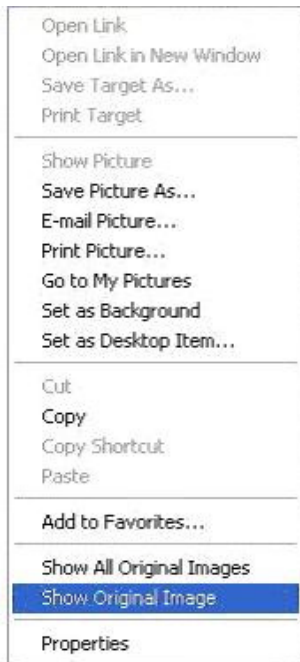 Open Link
Open Link in New Window
Save Target As...
Print Target
Show Picture
Save Picture As...
E-mail Picture...
Print Picture...
Go to My Pictures
Set as Background
Set as Desktop Item...
Cut
Copy
Copy Shortcut
Paste
Add to Favorites...
Show All Original Images
Show Original Image
Properties